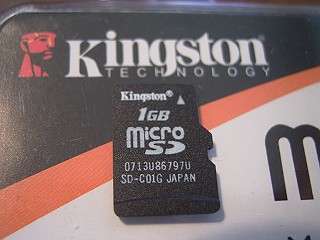 Kingston
TECHNOLOGY
Kingston®
1GB
micro
SD
0713U86797U
SD-C01G JAPAN